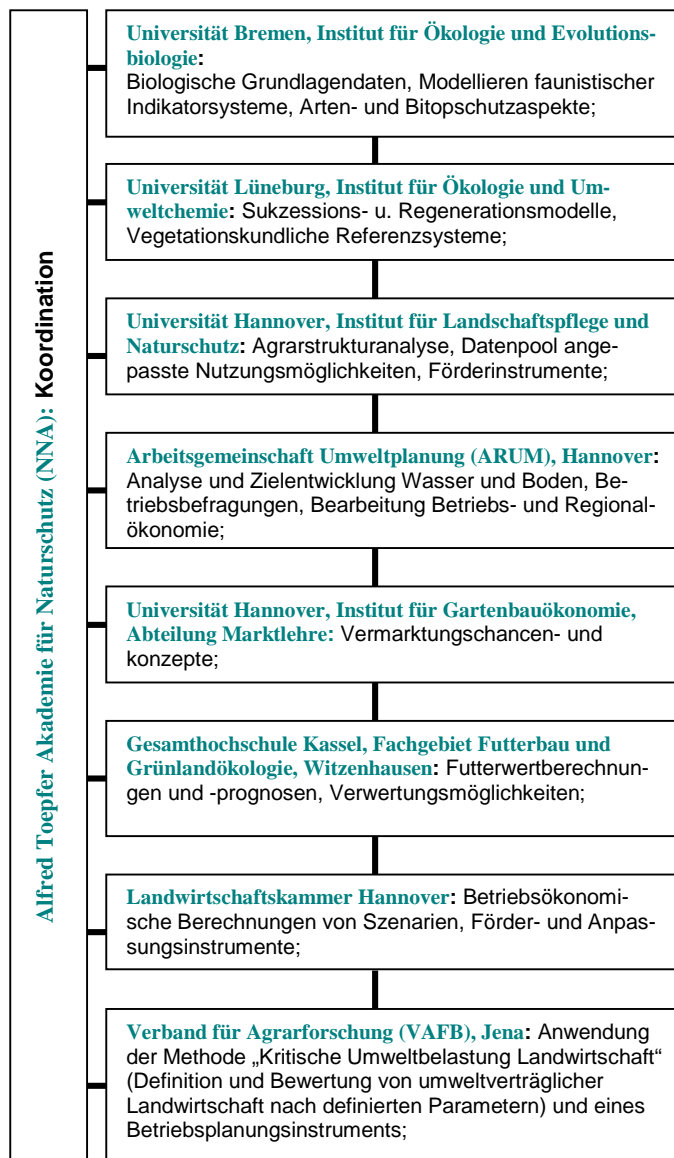 Alfred Toepfer Akademie für Naturschutz (NNA): Koordination
Universität Bremen, Institut für Ökologie und Evolutions-
biologie:
Biologische Grundlagendaten, Modellieren faunistischer
Indikatorsysteme, Arten- und Bitopschutzaspekte;
Universität Lüneburg, Institut für Ökologie und Um-
weltchemie: Sukzessions- u. Regenerationsmodelle,
Vegetationskundliche Referenzsysteme;
Universität Hannover, Institut für Landschaftspflege und
Naturschutz: Agrarstrukturanalyse, Datenpool ange-
passte Nutzungsmöglichkeiten, Förderinstrumente;
Arbeitsgemeinschaft Umweltplanung (ARUM), Hannover:
Analyse und Zielentwicklung Wasser und Boden, Be-
triebsbefragungen, Bearbeitung Betriebs- und Regional-
ökonomie;
Universität Hannover, Institut für Gartenbauökonomie,
Abteilung Marktlehre: Vermarktungschancen- und
konzepte;
Gesamthochschule Kassel, Fachgebiet Futterbau und
Grünlandökologie, Witzenhausen: Futterwertberechnun-
gen und -prognosen, Verwertungsmöglichkeiten;
Landwirtschaftskammer Hannover: Betriebsökonomi-
sche Berechnungen von Szenarien, Förder- und Anpas-
sungsinstrumente;
Verband für Agrarforschung (VAFB), Jena: Anwendung
der Methode „Kritische Umweltbelastung Landwirtschaft“
(Definition und Bewertung von umweltverträglicher
Landwirtschaft nach definierten Parametern) und eines
Betriebsplanungsinstruments;